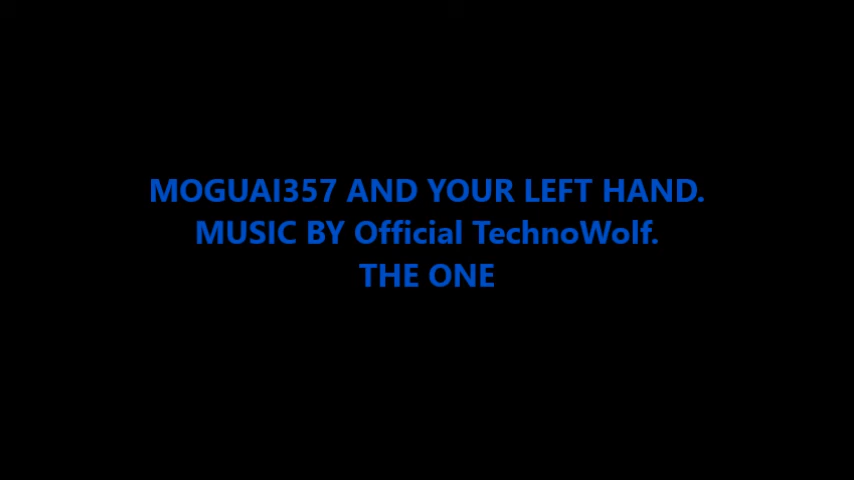 MOGUAI357 AND YOUR LEFT HAND.
MUSIC BY Official TechnoWolf.
THE ONE